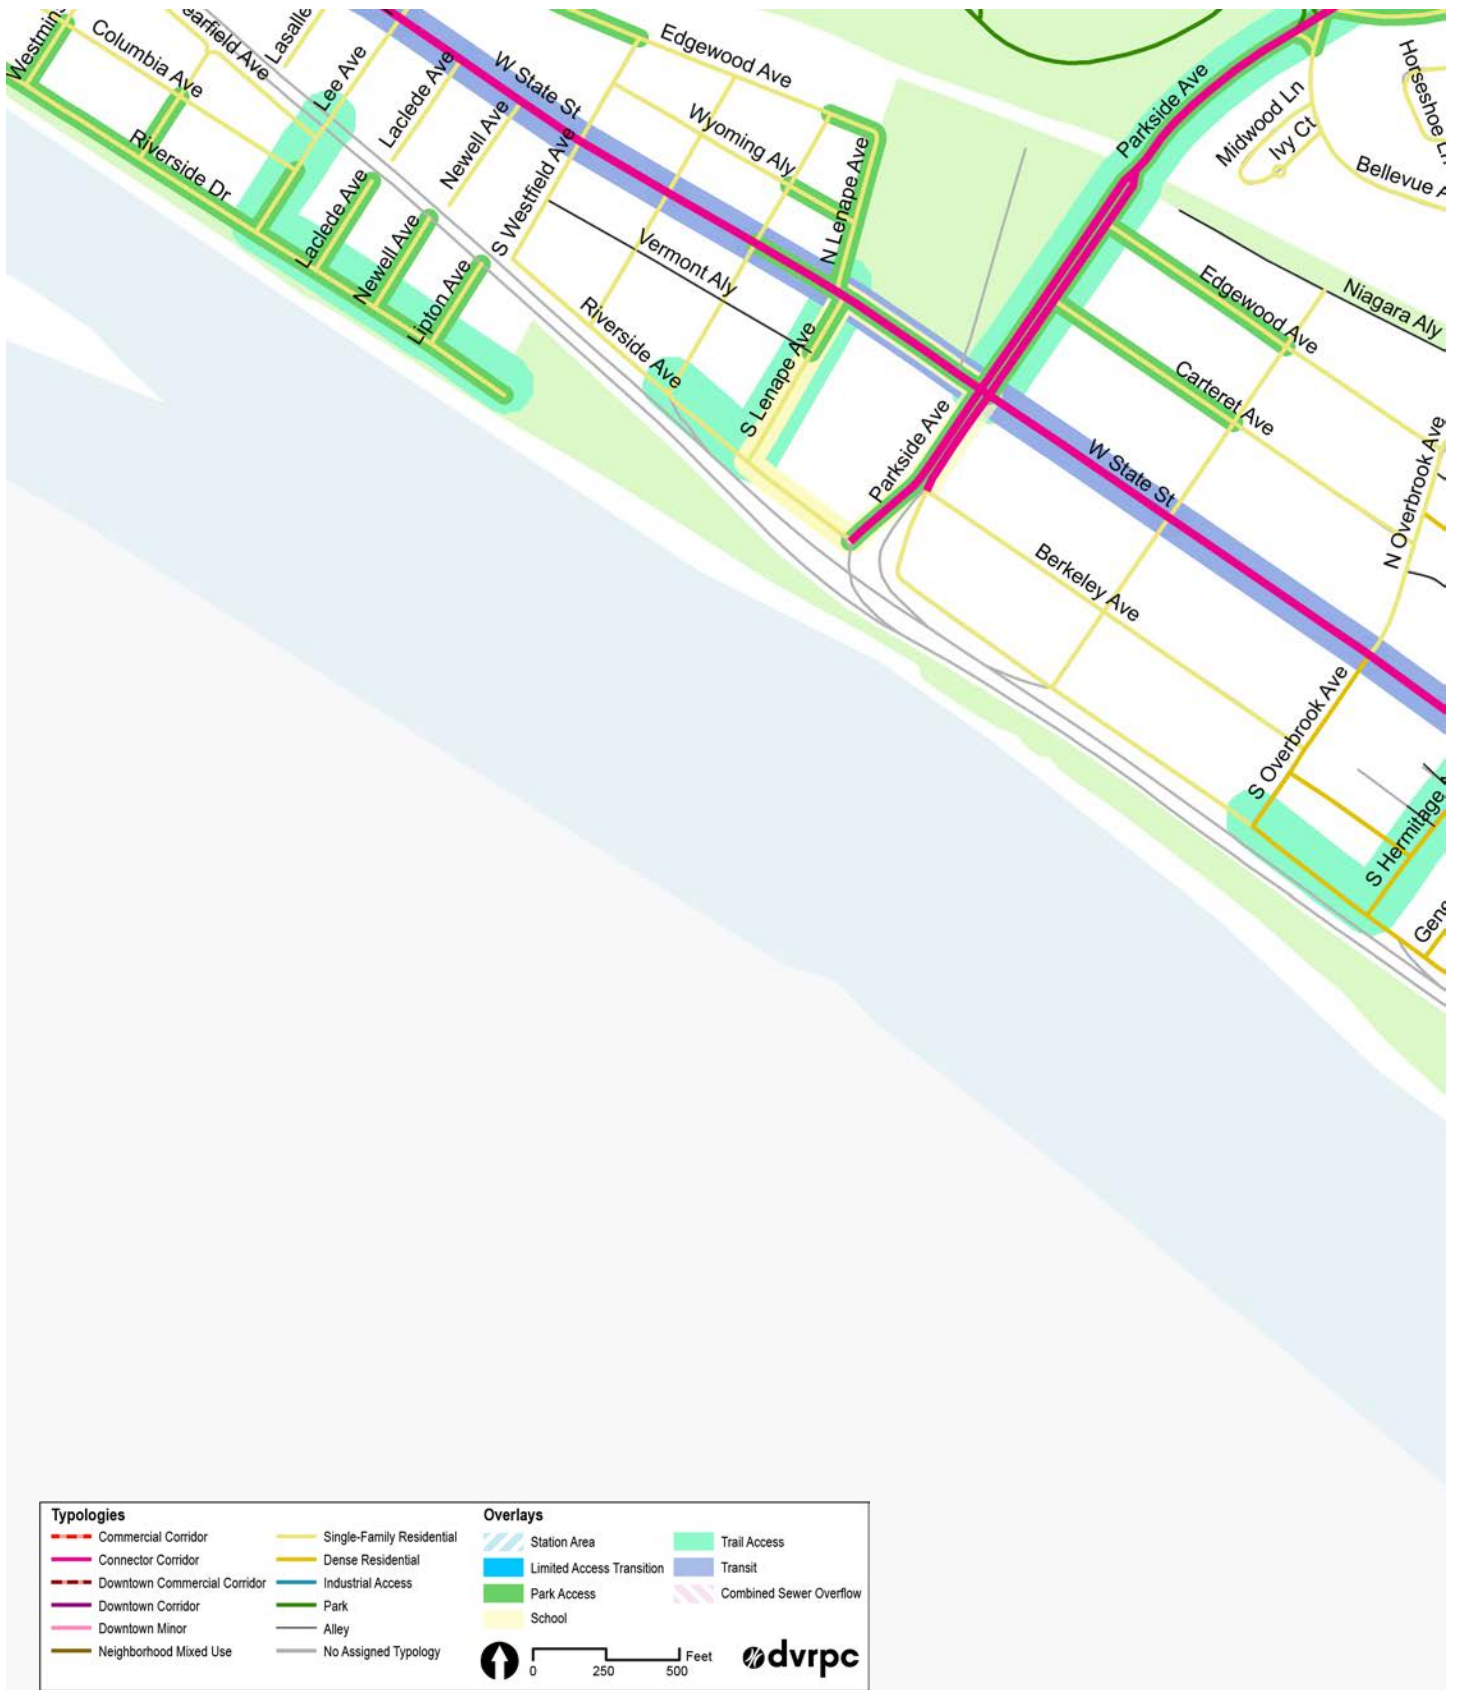 Westmin
Columbia Ave
earfield Ave
Lasalle
Lee Ave
Laclede Ave
Newell Ave
W State St
Edgewood Ave
Wyoming Aly
Parkside Ave
Midwood Ln
Ivy Ct
Horseshoe Ln
Bellevue A
Riverside Dr
Laclede Ave
Newell Ave
Lipton Ave
S Westfield Ave
Vermont Aly
N Lenape Ave
Riverside Ave
S Lenape Ave
Parkside Ave
Edgewood Ave
Niagara Aly
Carteret Ave
W State St
N Overbrook Ave
Berkeley Ave
S Overbrook Ave
S Hermitage A
Gene
Typologies
Commercial Corridor
Connector Corridor
Downtown Commercial Corridor
Downtown Corridor
Downtown Minor
Neighborhood Mixed Use
Single-Family Residential
Dense Residential
Industrial Access
Park
Alley
No Assigned Typology
Overlays
Station Area
Limited Access Transition
Park Access
School
Trail Access
Transit
Combined Sewer Overflow
Feet
0 250 500
dvrpc